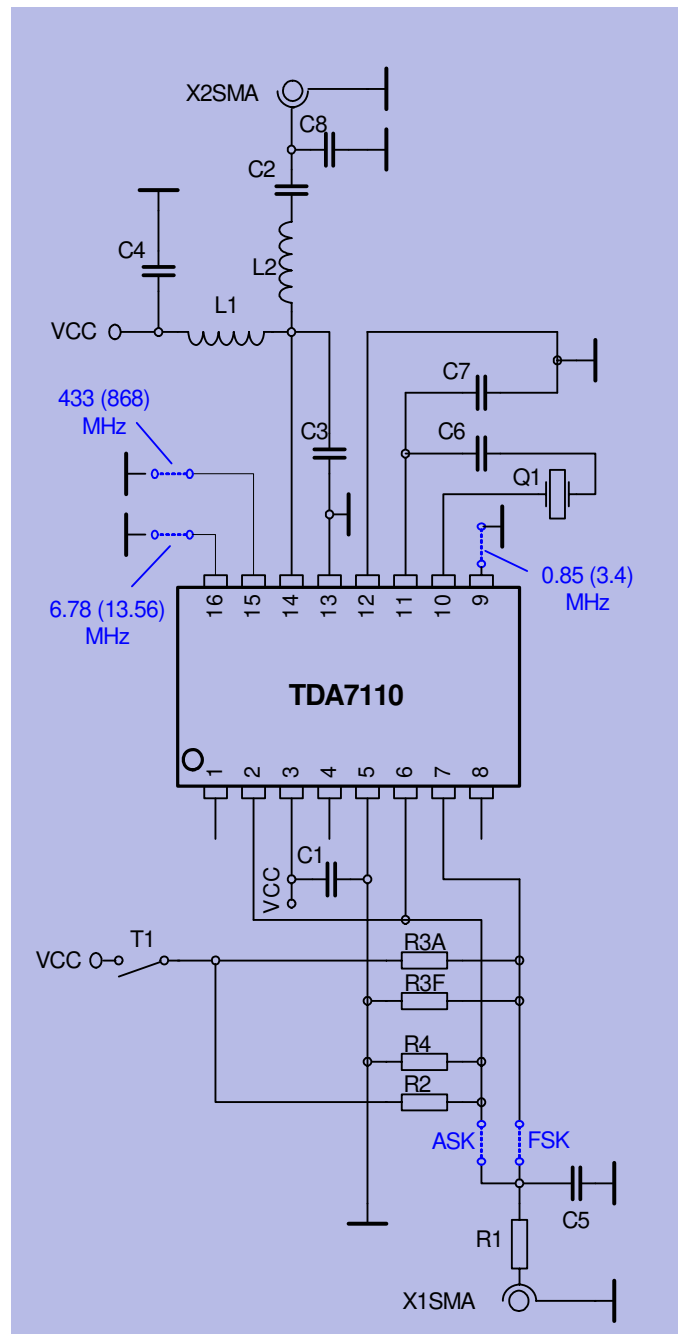 X2SMA
C8
C2
C4
L2
L1
VCC
C7
433 (868)
MHz
C3
C6
Q1
0.85 (3.4)
MHz
6.78 (13.56)
MHz
16
15
14
13
12
11
10
9
TDA7110
1
2
3
4
5
6
7
8
C1
VCC
T1
VCC
R3A
R3F
R4
R2
ASK
FSK
C5
R1
X1SMA